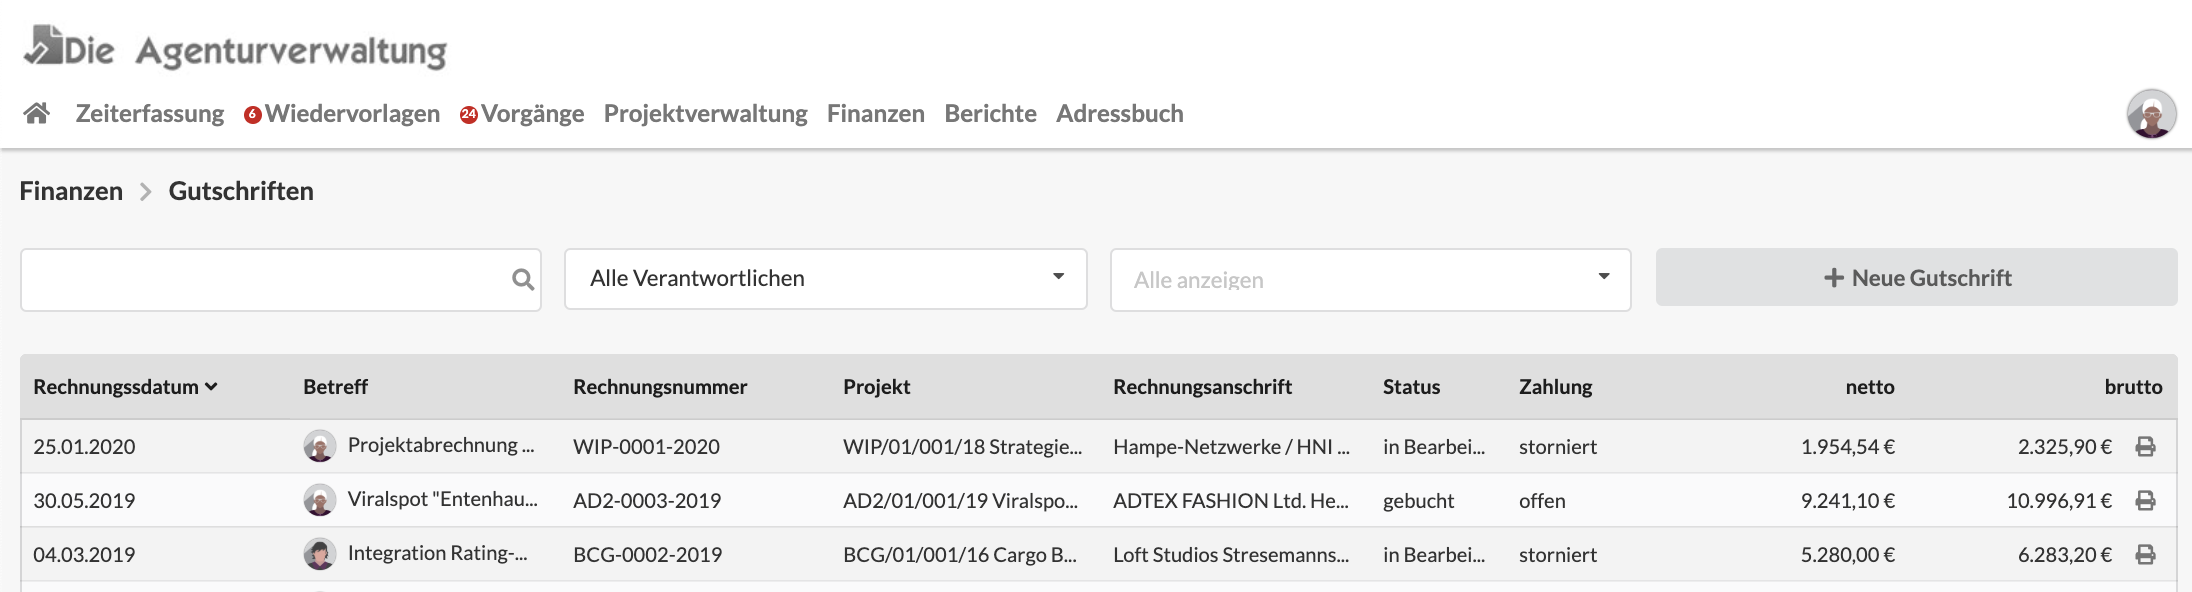 Die Agenturverwaltung
Zeiterfassung 6 Wiedervorlagen 24 Vorgänge Projektverwaltung Finanzen Berichte Adressbuch
Finanzen > Gutschriften
Alle Verantwortlichen Alle anzeigen + Neue Gutschrift
Rechnungssdatum Betreff Rechnungsnummer Projekt Rechnungsanschrift Status Zahlung netto brutto
25.01.2020 Projektabrechnung ... WIP-0001-2020 WIP/01/001/18 Strategie... Hampe-Netzwerke / HNI ... in Bearbei... storniert 1.954,54 € 2.325,90 €
30.05.2019 Viralspot "Entenhau... AD2-0003-2019 AD2/01/001/19 Viralspo... ADTEX FASHION Ltd. He... gebucht offen 9.241,10 € 10.996,91 €
04.03.2019 Integration Rating-... BCG-0002-2019 BCG/01/001/16 Cargo B... Loft Studios Stresemanns... in Bearbei... storniert 5.280,00 € 6.283,20 €